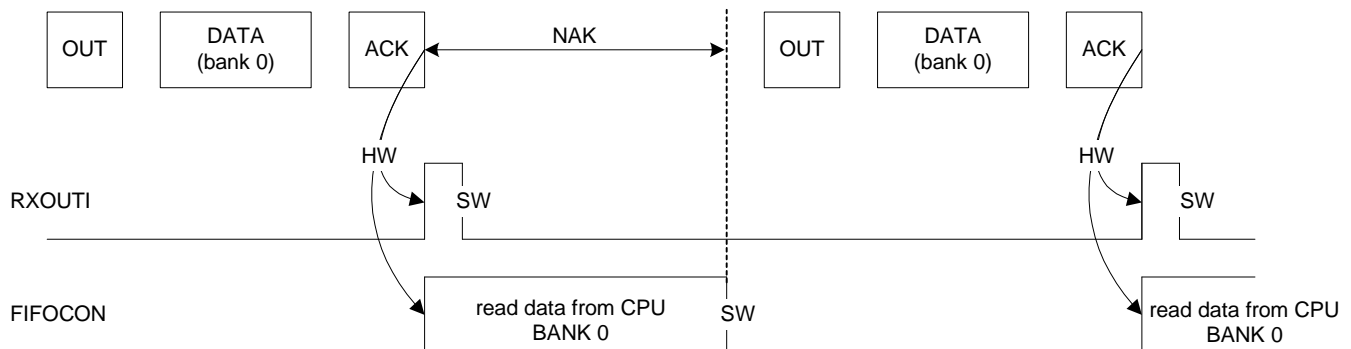 OUT
DATA
(bank 0)
ACK
NAK
OUT
DATA
(bank 0)
ACK
HW
HW
RXOUTI
SW
SW
FIFOCON
read data from CPU
BANK 0
SW
read data from CPU
BANK 0